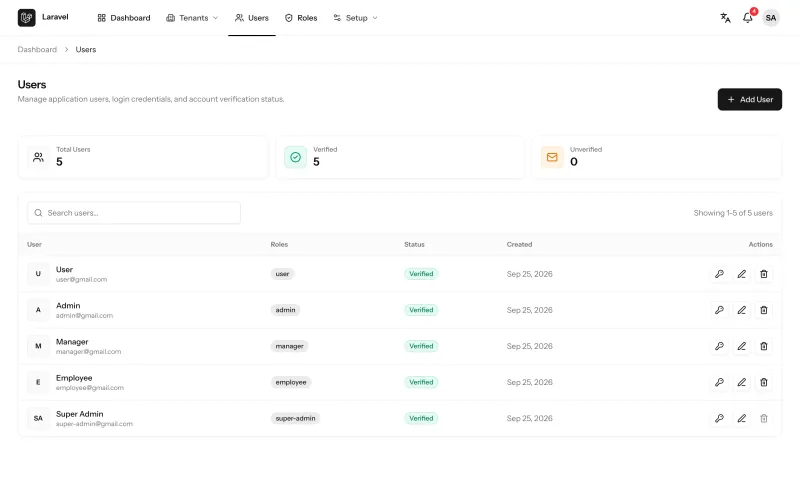 Laravel Dashboard Tenants Users Roles Setup 4 SA
Dashboard > Users
Users
Manage application users, login credentials, and account verification status.
+ Add User
Total Users
5
Verified
5
Unverified
0
Search users...
Showing 1-5 of 5 users
User Roles Status Created Actions
U User user Verified Sep 25, 2026
user@gmail.com
A Admin admin Verified Sep 25, 2026
admin@gmail.com
M Manager manager Verified Sep 25, 2026
manager@gmail.com
E Employee employee Verified Sep 25, 2026
employee@gmail.com
SA Super Admin super-admin Verified Sep 25, 2026
super-admin@gmail.com